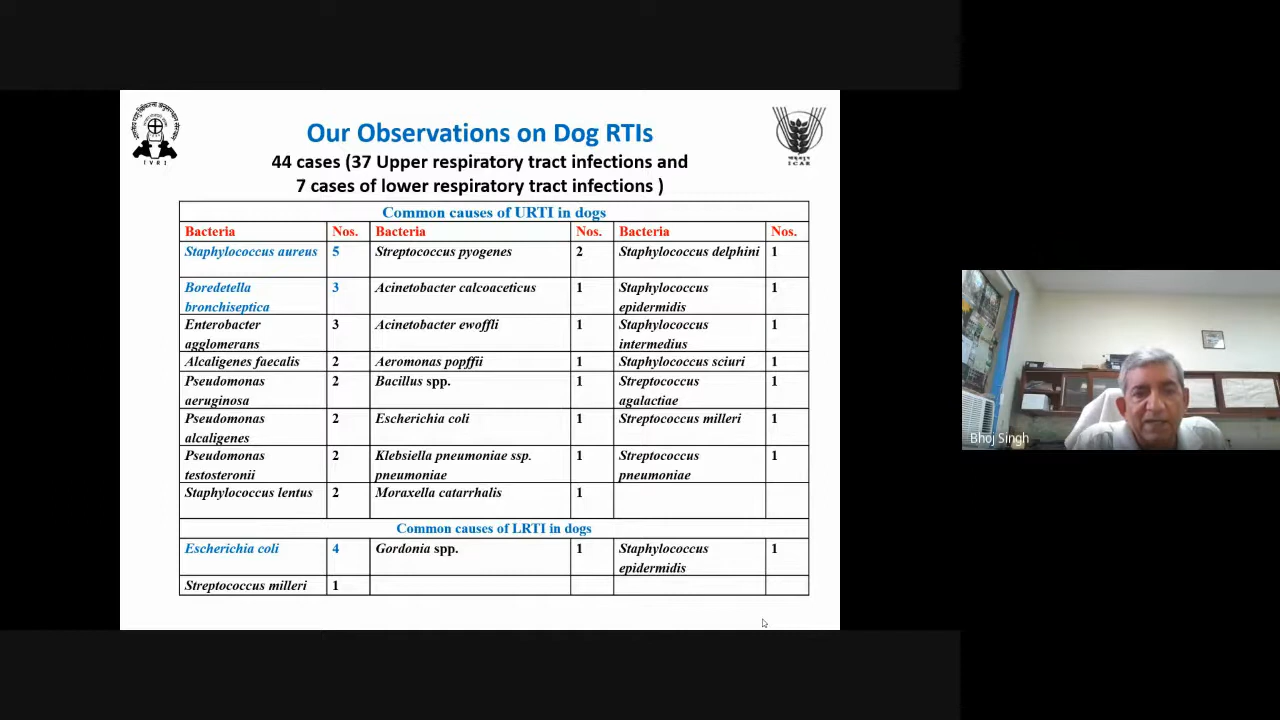 Our Observations on Dog RTIs
44 cases (37 Upper respiratory tract infections and
7 cases of lower respiratory tract infections )
Common causes of URTI in dogs
Bacteria Nos. Bacteria Nos. Bacteria Nos.
Staphylococcus aureus 5 Streptococcus pyogenes 2 Staphylococcus delphini 1
Boredetella bronchiseptica 3 Acinetobacter calcoaceticus 1 Staphylococcus epidermidis 1
Enterobacter agglomerans 3 Acinetobacter ewoffli 1 Staphylococcus intermedius 1
Alcaligenes faecalis 2 Aeromonas popffii 1 Staphylococcus sciuri 1
Pseudomonas aeruginosa 2 Bacillus spp. 1 Streptococcus agalactiae 1
Pseudomonas alcaligenes 2 Escherichia coli 1 Streptococcus milleri 1
Pseudomonas testosteronii 2 Klebsiella pneumoniae ssp. pneumoniae 1 Streptococcus pneumoniae 1
Staphylococcus lentus 2 Moraxella catarrhalis 1
Common causes of LRTI in dogs
Escherichia coli 4 Gordonia spp. 1 Staphylococcus epidermidis 1
Streptococcus milleri 1
I V R I
I C A R
Bhoj Singh